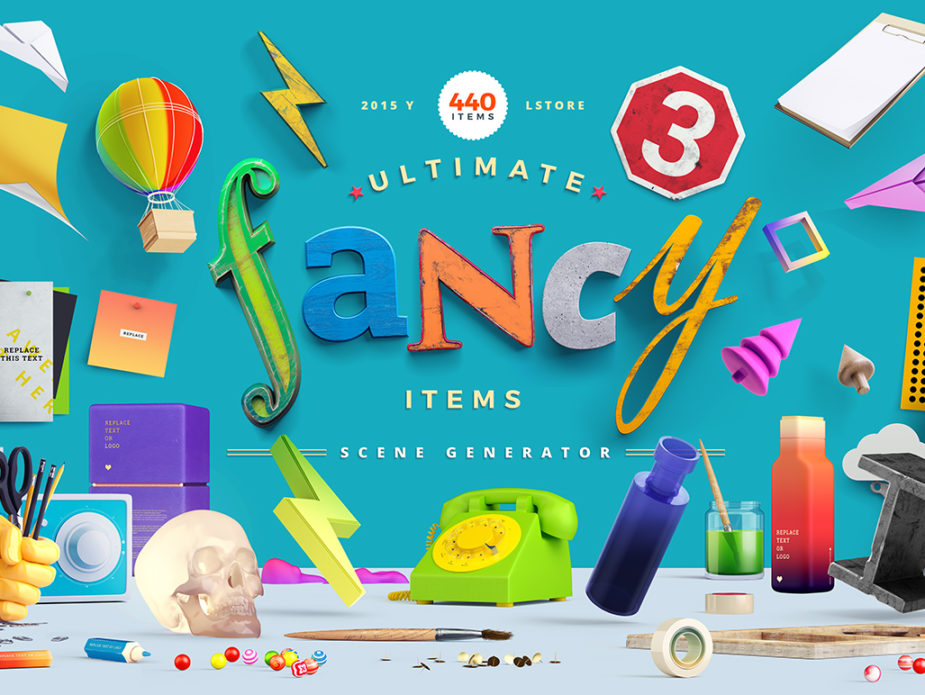 2015 Y
440
ITEMS
LSTORE
3
ULTIMATE
fancy
ITEMS
SCENE GENERATOR
REPLACE
THIS TEXT
REPLACE
REPLACE
TEXT
OR
LOGO
REPLACE
TEXT
OR
LOGO